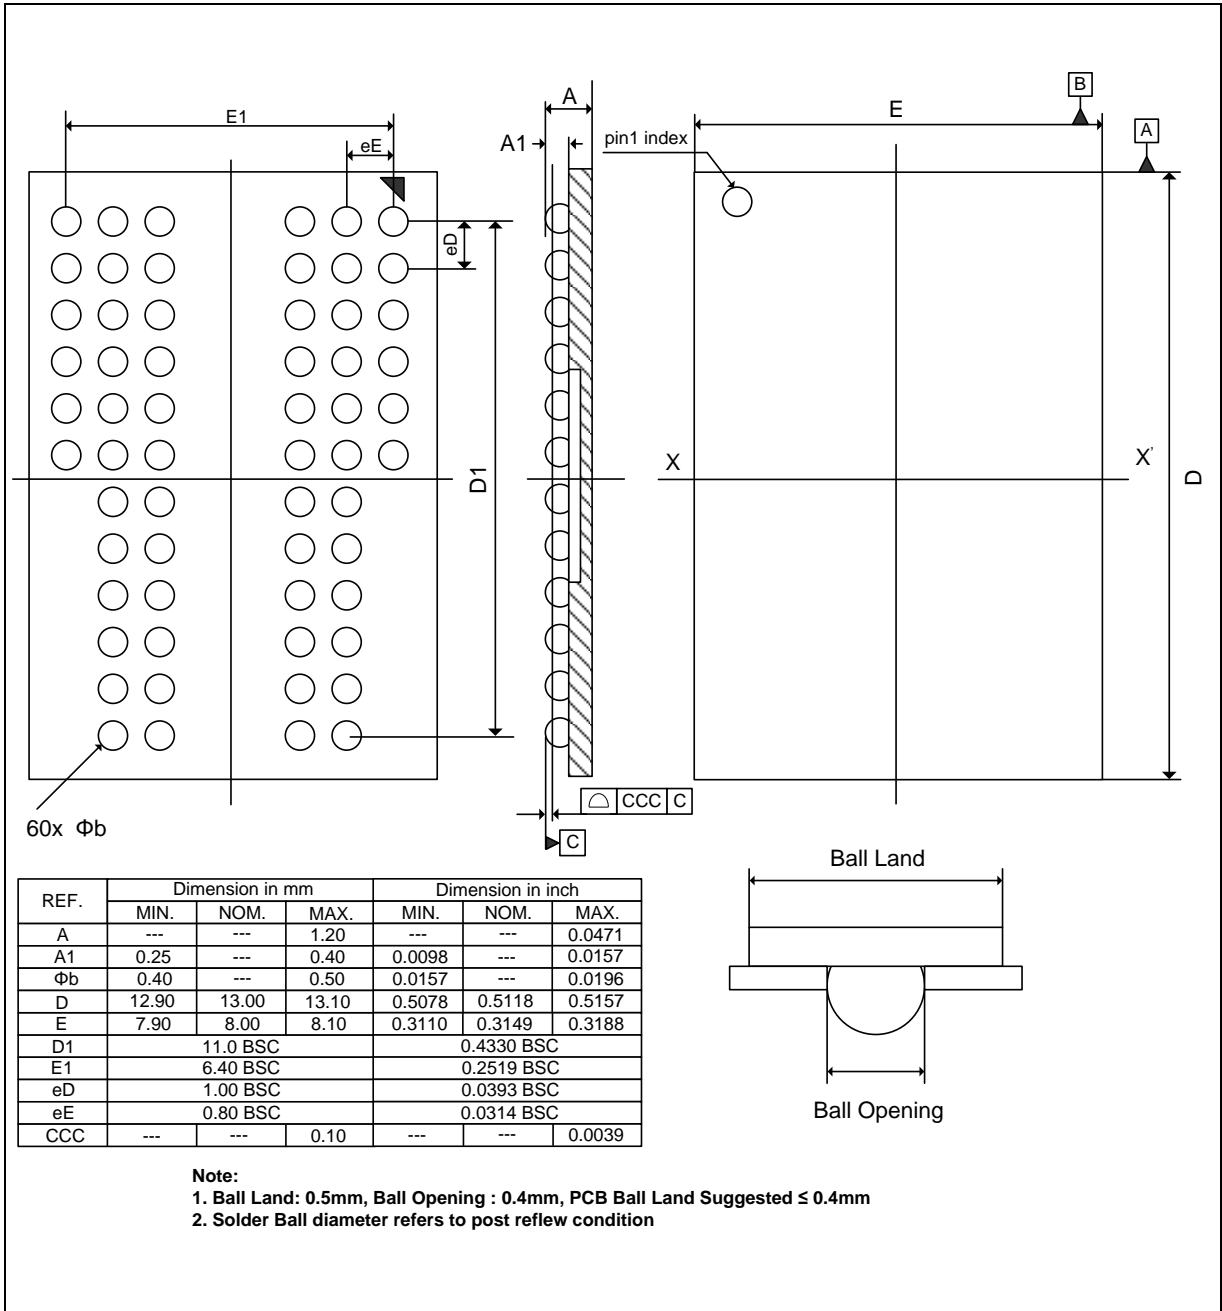 E1
eE
eD
D1
60x Φb
A
A1
CCC C
C
pin1 index
E
B
A
X
X'
D
REF. Dimension in mm Dimension in inch
MIN. NOM. MAX. MIN. NOM. MAX.
A --- --- 1.20 --- --- 0.0471
A1 0.25 --- 0.40 0.0098 --- 0.0157
Φb 0.40 --- 0.50 0.0157 --- 0.0196
D 12.90 13.00 13.10 0.5078 0.5118 0.5157
E 7.90 8.00 8.10 0.3110 0.3149 0.3188
D1 11.0 BSC 0.4330 BSC
E1 6.40 BSC 0.2519 BSC
eD 1.00 BSC 0.0393 BSC
eE 0.80 BSC 0.0314 BSC
CCC --- --- 0.10 --- --- 0.0039
Ball Land
Ball Opening
Note:
1. Ball Land: 0.5mm, Ball Opening : 0.4mm, PCB Ball Land Suggested ≤ 0.4mm
2. Solder Ball diameter refers to post reflew condition